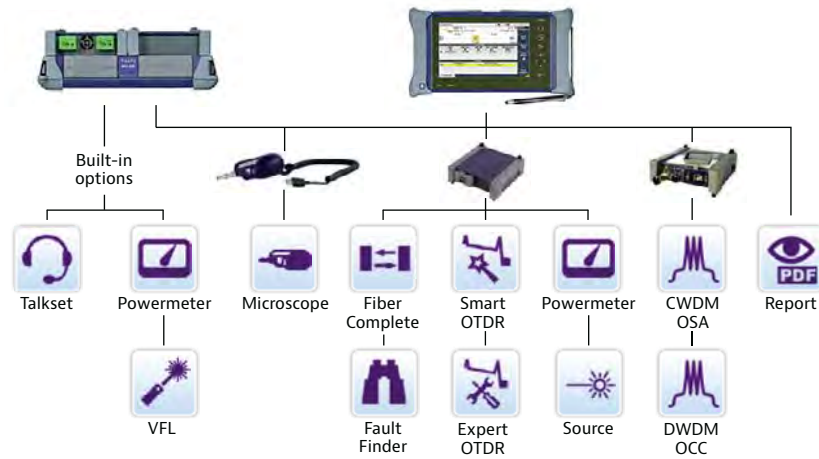 Built-in
options
Talkset
Powermeter
Microscope
Fiber
Complete
Smart
OTDR
Powermeter
CWDM
OSA
PDF
Report
VFL
Fault
Finder
Expert
OTDR
Source
DWDM
OCC